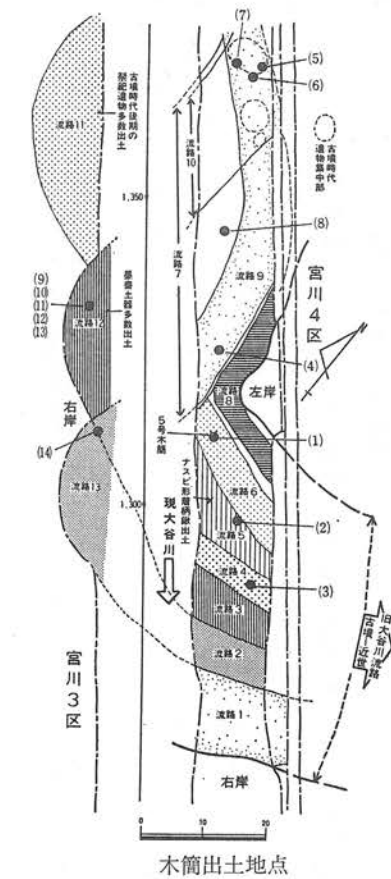 (7)
(5)
(6)
古墳時代後期の
祭祀遺物多数出土
流路11
流路10
古墳時代
遺物集中部
1,350
流路7
(8)
流路9
宮川4区
(9)
(10)
(11)
(12)
(13)
流路12
墨書土器多数出土
(4)
流路8
左岸
右岸
5号木簡
(1)
(14)
ナスビ形着柄鋤出土
流路6
流路13
1,300
(2)
流路5
現大谷川
流路4
(3)
流路3
旧大谷川流路
古墳〜近世
流路2
宮川3区
流路1
右岸
0
10
20
木簡出土地点